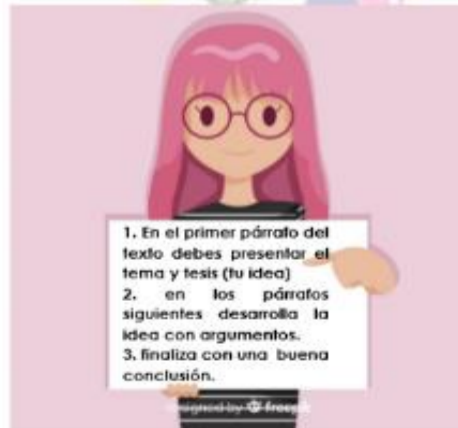 1. En el primer párrafo del
texto debes presentar el
tema y tesis (tu idea)
2. en los párrafos
siguientes desarrolla la
idea con argumentos.
3. finaliza con una buena
conclusión.
designed by freepik